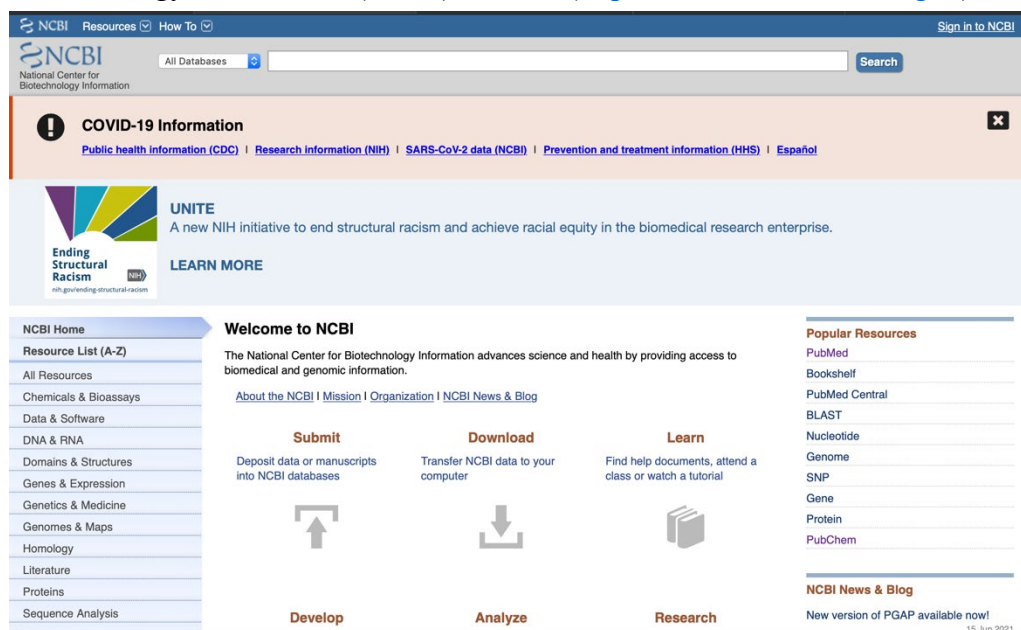 NCBI Resources How To Sign in to NCBI
NCBI
National Center for
Biotechnology Information
All Databases
Search
COVID-19 Information
Public health information (CDC) | Research information (NIH) | SARS-CoV-2 data (NCBI) | Prevention and treatment information (HHS) | Español
Ending
Structural
Racism
NIH
nih.gov/ending-structural-racism
UNITE
A new NIH initiative to end structural racism and achieve racial equity in the biomedical research enterprise.
LEARN MORE
NCBI Home
Resource List (A-Z)
All Resources
Chemicals & Bioassays
Data & Software
DNA & RNA
Domains & Structures
Genes & Expression
Genetics & Medicine
Genomes & Maps
Homology
Literature
Proteins
Sequence Analysis
Welcome to NCBI
The National Center for Biotechnology Information advances science and health by providing access to
biomedical and genomic information.
About the NCBI | Mission | Organization | NCBI News & Blog
Submit
Deposit data or manuscripts
into NCBI databases
Download
Transfer NCBI data to your
computer
Learn
Find help documents, attend a
class or watch a tutorial
Develop
Analyze
Research
Popular Resources
PubMed
Bookshelf
PubMed Central
BLAST
Nucleotide
Genome
SNP
Gene
Protein
PubChem
NCBI News & Blog
New version of PGAP available now!
15 Jun 2021